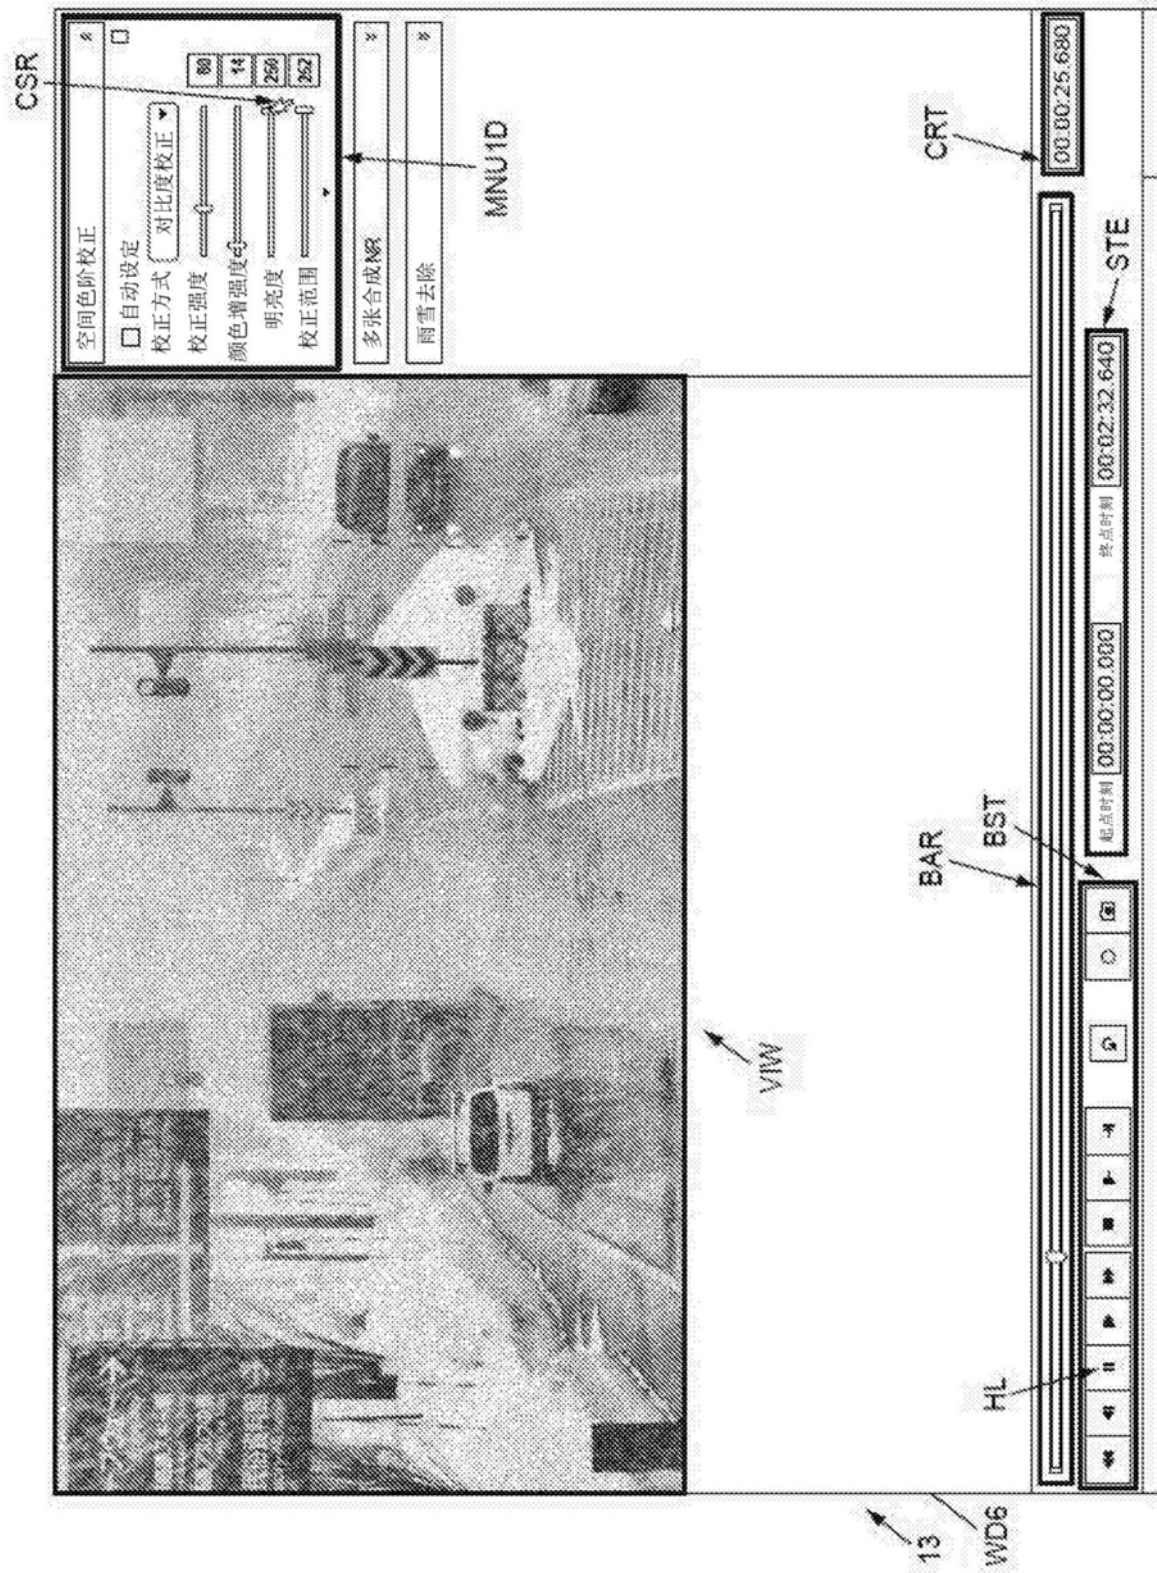 CSR
空间色阶校正
自动设定
校正方式 对比度校正
校正强度 80
颜色增强度 14
明亮度 250
校正范围 252
MNU1D
多张合成NR
雨雪去除
CRT
00:00:25.680
BAR
BST
STE
起点时刻 00:00:00.000 终点时刻 00:02:32.640
VIW
HL
13
WD6